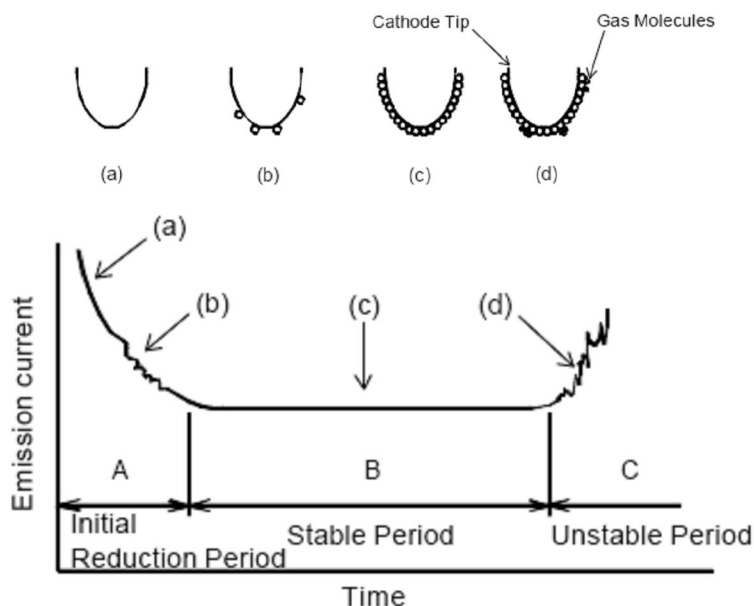 Cathode Tip
Gas Molecules
(a)
(b)
(c)
(d)
(a)
(b)
(c)
(d)
Emission current
A
B
C
Initial
Reduction Period
Stable Period
Unstable Period
Time